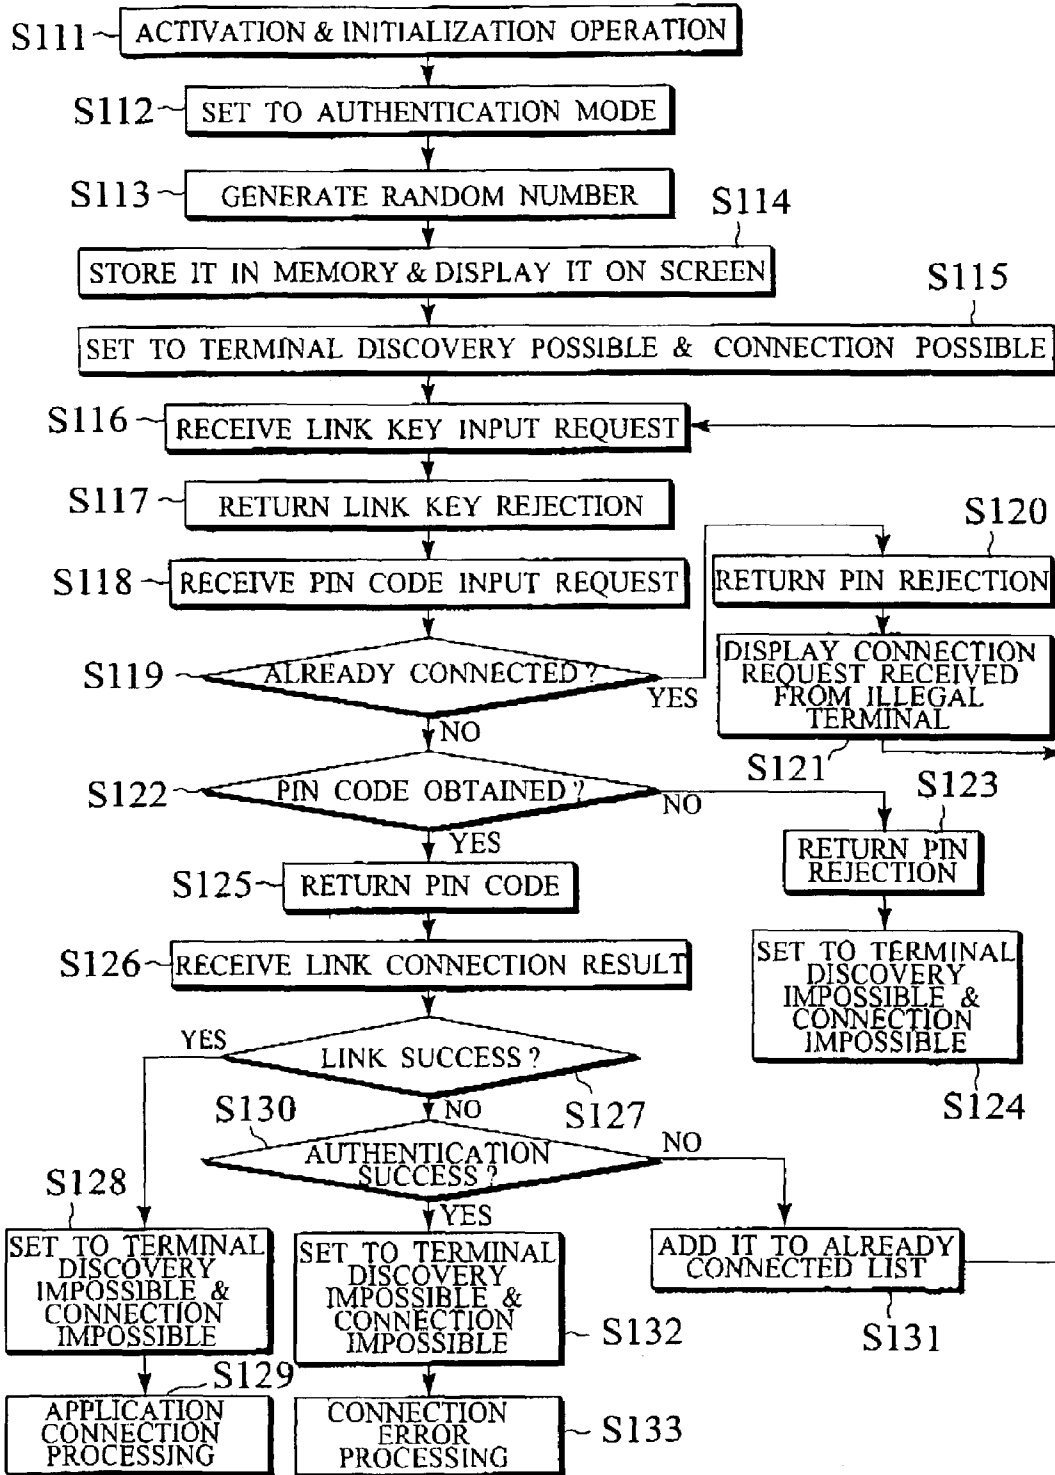 S111
ACTIVATION & INITIALIZATION OPERATION
S112
SET TO AUTHENTICATION MODE
S113
GENERATE RANDOM NUMBER
S114
STORE IT IN MEMORY & DISPLAY IT ON SCREEN
S115
SET TO TERMINAL DISCOVERY POSSIBLE & CONNECTION POSSIBLE
S116
RECEIVE LINK KEY INPUT REQUEST
S117
RETURN LINK KEY REJECTION
S118
RECEIVE PIN CODE INPUT REQUEST
S119
ALREADY CONNECTED?
YES
NO
S120
RETURN PIN REJECTION
DISPLAY CONNECTION
REQUEST RECEIVED
FROM ILLEGAL
TERMINAL
S121
S122
PIN CODE OBTAINED?
NO
YES
S123
RETURN PIN
REJECTION
SET TO TERMINAL
DISCOVERY
IMPOSSIBLE &
CONNECTION
IMPOSSIBLE
S124
S125
RETURN PIN CODE
S126
RECEIVE LINK CONNECTION RESULT
YES
LINK SUCCESS?
S127
NO
S130
AUTHENTICATION
SUCCESS?
NO
YES
S128
SET TO TERMINAL
DISCOVERY
IMPOSSIBLE &
CONNECTION
IMPOSSIBLE
S129
APPLICATION
CONNECTION
PROCESSING
SET TO TERMINAL
DISCOVERY
IMPOSSIBLE &
CONNECTION
IMPOSSIBLE
S132
CONNECTION
ERROR
PROCESSING
S133
ADD IT TO ALREADY
CONNECTED LIST
S131